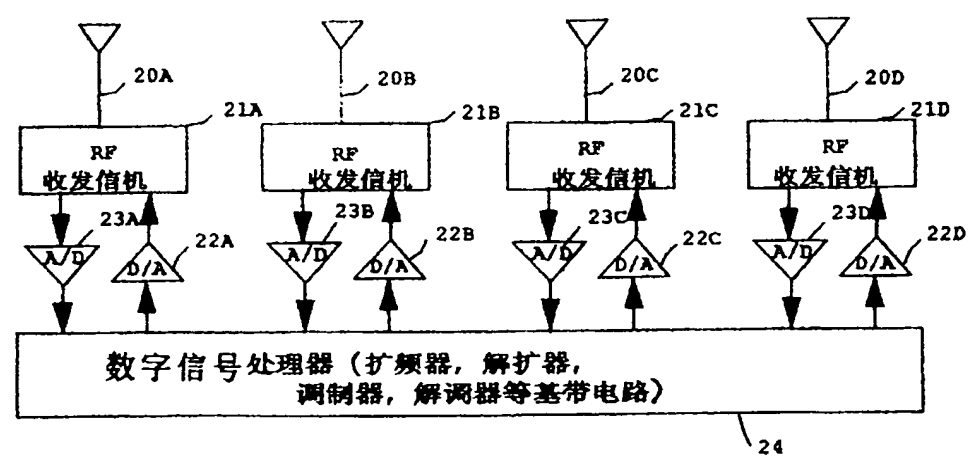 20A 20B 20C 20D
21A 21B 21C 21D
RF RF RF RF
收发信机 收发信机 收发信机 收发信机
23A 23B 23C 23D
22A 22B 22C 22D
A/D A/D A/D A/D
D/A D/A D/A D/A
数字信号处理器（扩频器，解扩器，
调制器，解调器等基带电路）
24